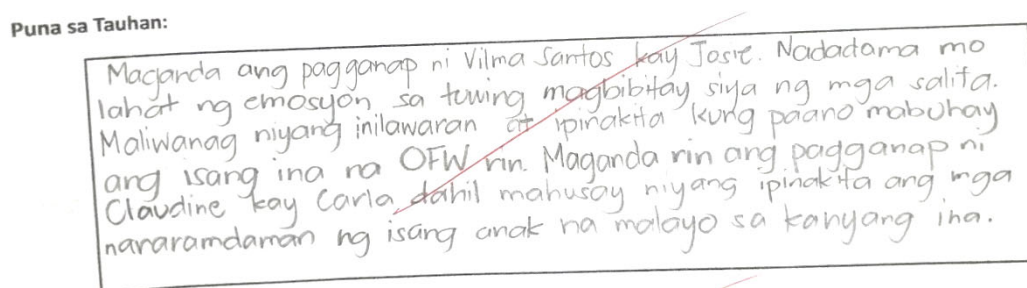 Puna sa Tauhan:
Maganda ang pagganap ni Vilma Santos kay Josie. Nadadama mo
lahat ng emosyon sa tuwing magbibitay siya ng mga salita.
Maliwanag niyang inilawaran at ipinakita kung paano mabuhay
ang isang ina na OFW rin. Maganda rin ang padgganap ni
Claudine kay Carla, dahil mahusay niyang ipinakita ang mga
nararamdaman ng isang anak na malayo sa kanyang ina.